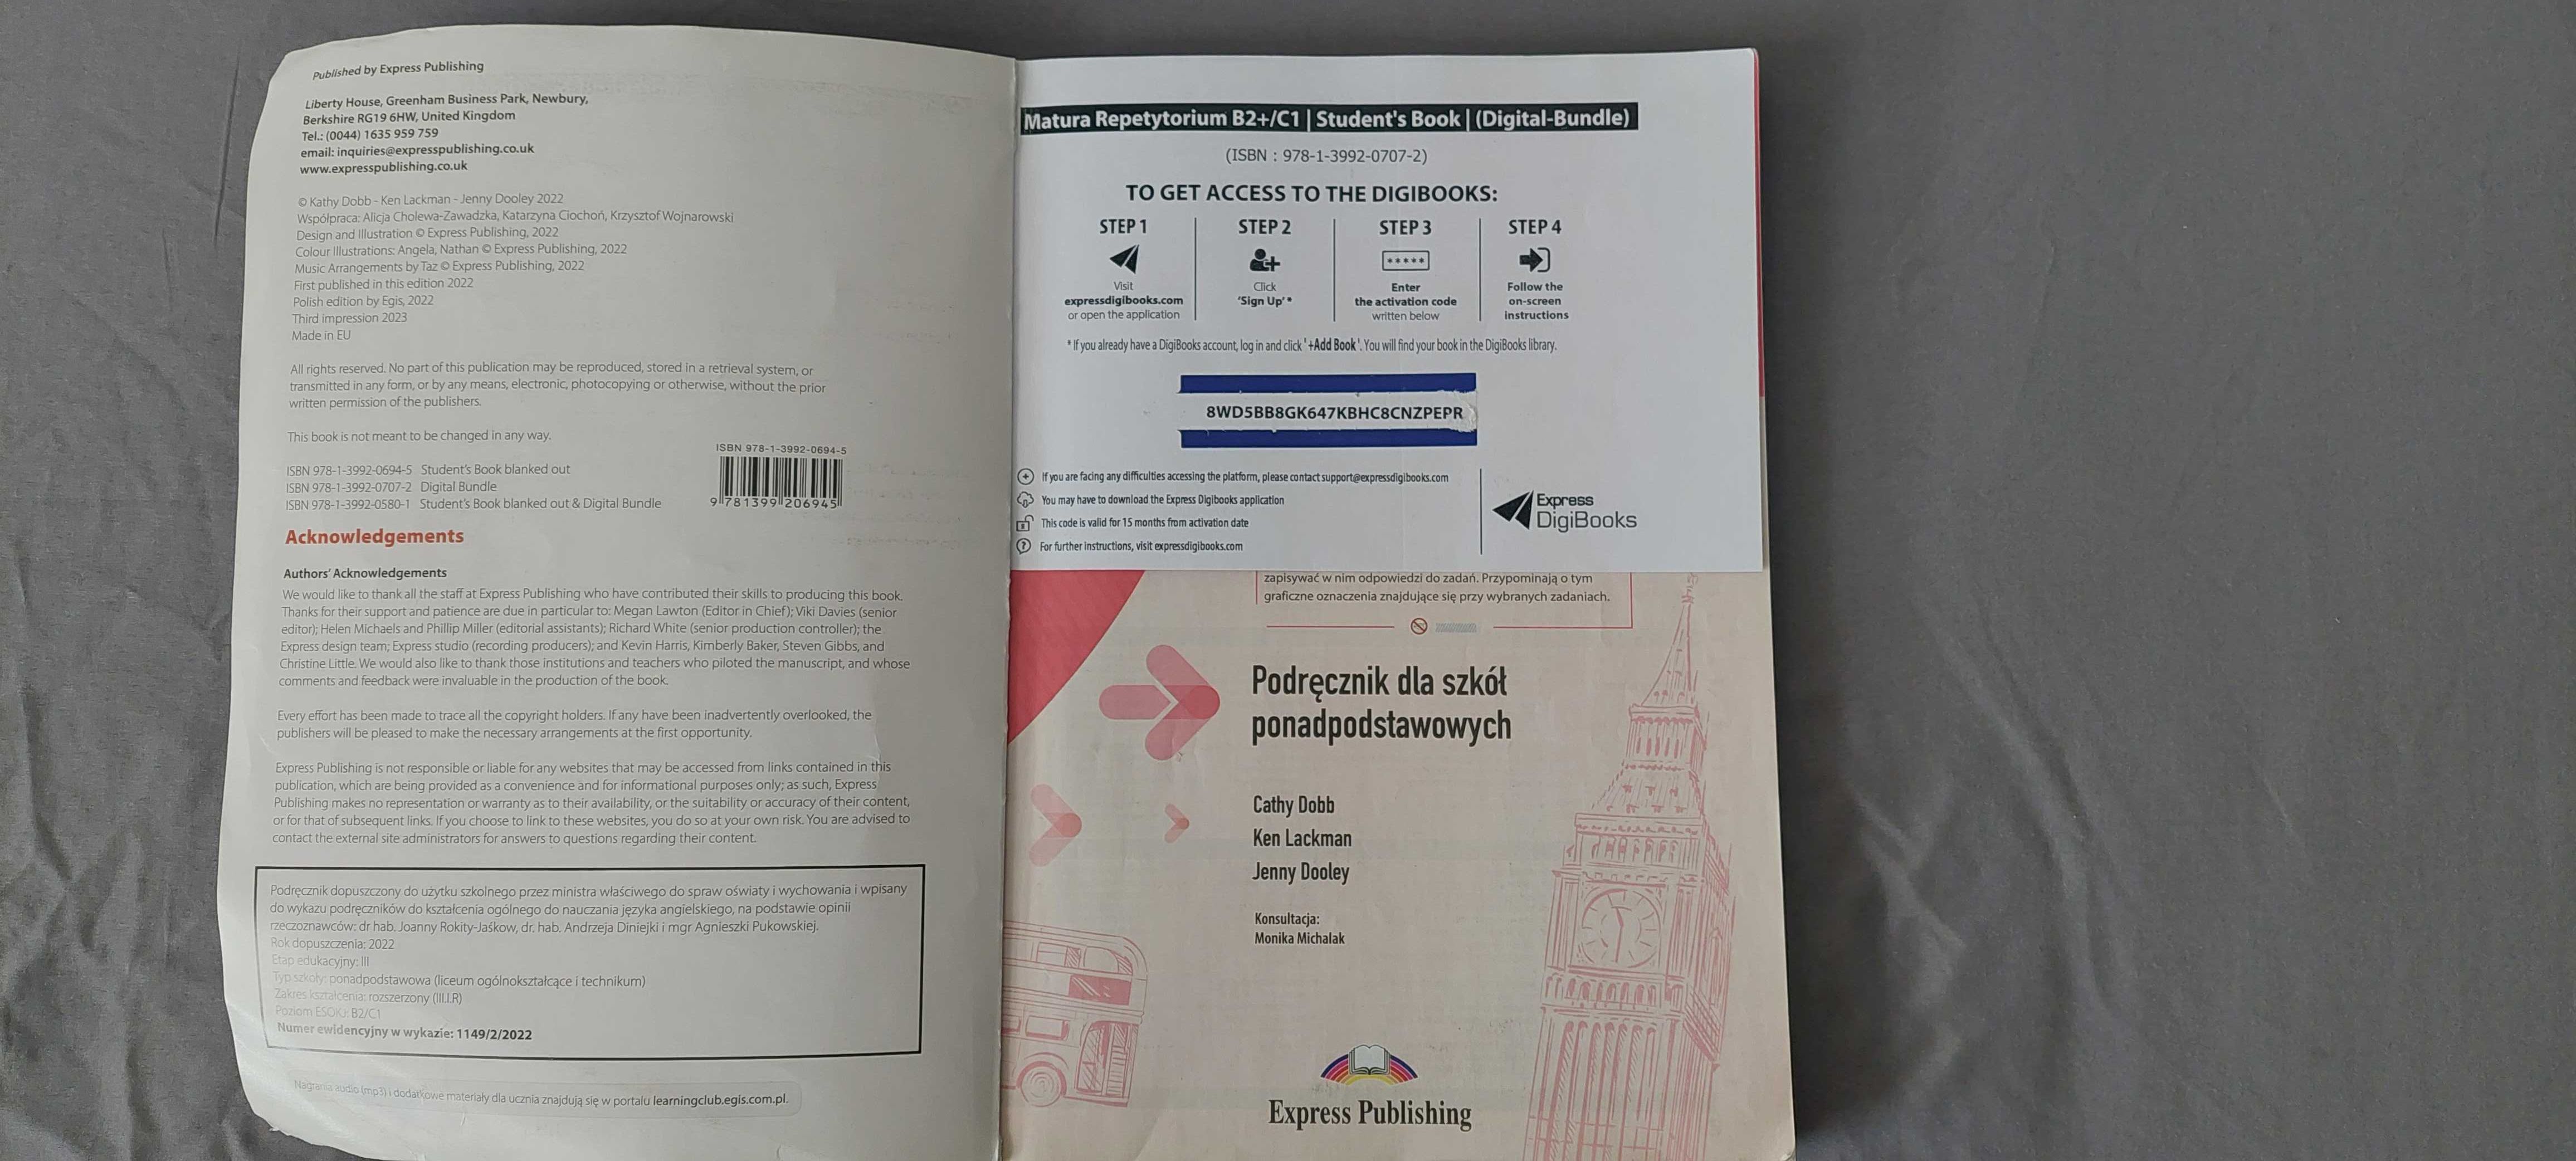 Published by Express Publishing
Liberty House, Greenham Business Park, Newbury,
Berkshire RG19 6HW, United Kingdom
Tel.: (0044) 1635 959 759
email: inquiries@expresspublishing.co.uk
www.expresspublishing.co.uk
© Kathy Dobb - Ken Lackman - Jenny Dooley 2022
Współpraca: Alicja Cholewa-Zawadzka, Katarzyna Ciochoń, Krzysztof Wojnarowski
Design and Illustration © Express Publishing, 2022
Colour Illustrations: Angela, Nathan © Express Publishing, 2022
Music Arrangements by Taz © Express Publishing, 2022
First published in this edition 2022
Polish edition by Egis, 2022
Third impression 2023
Made in EU
All rights reserved. No part of this publication may be reproduced, stored in a retrieval system, or
transmitted in any form, or by any means, electronic, photocopying or otherwise, without the prior
written permission of the publishers.
This book is not meant to be changed in any way.
ISBN 978-1-3992-0694-5 Student's Book blanked out
ISBN 978-1-3992-0707-2 Digital Bundle
ISBN 978-1-3992-0580-1 Student's Book blanked out & Digital Bundle
ISBN 978-1-3992-0694-5
9 781399 206945
Acknowledgements
Authors' Acknowledgements
We would like to thank all the staff at Express Publishing who have contributed their skills to producing this book.
Thanks for their support and patience are due in particular to: Megan Lawton (Editor in Chief); Viki Davies (senior
editor); Helen Michaels and Phillip Miller (editorial assistants); Richard White (senior production controller); the
Express design team; Express studio (recording producers); and Kevin Harris, Kimberly Baker, Steven Gibbs, and
Christine Little. We would also like to thank those institutions and teachers who piloted the manuscript, and whose
comments and feedback were invaluable in the production of the book.
Every effort has been made to trace all the copyright holders. If any have been inadvertently overlooked, the
publishers will be pleased to make the necessary arrangements at the first opportunity.
Express Publishing is not responsible or liable for any websites that may be accessed from links contained in this
publication, which are being provided as a convenience and for informational purposes only; as such, Express
Publishing makes no representation or warranty as to their availability, or the suitability or accuracy of their content,
or for that of subsequent links. If you choose to link to these websites, you do so at your own risk. You are advised to
contact the external site administrators for answers to questions regarding their content.
Podręcznik dopuszczony do użytku szkolnego przez ministra właściwego do spraw oświaty i wychowania i wpisany
do wykazu podręczników do kształcenia ogólnego do nauczania języka angielskiego, na podstawie opinii
rzeczoznawców: dr hab. Joanny Rokity-Jaśkow, dr. hab. Andrzeja Diniejki i mgr Agnieszki Pukowskiej.
Rok dopuszczenia: 2022
Etap edukacyjny: III
Typ szkoły: ponadpodstawowa (liceum ogólnokształcące i technikum)
Zakres kształcenia: rozszerzony (III.1.R)
Poziom ESOKJ: B2/C1
Numer ewidencyjny w wykazie: 1149/2/2022
Nagrania audio (mp3) i dodatkowe materiały dla ucznia znajdują się w portalu learningclub.egis.com.pl.
Matura Repetytorium B2+/C1 | Student's Book | (Digital-Bundle)
(ISBN : 978-1-3992-0707-2)
TO GET ACCESS TO THE DIGIBOOKS:
STEP 1
Visit
expressdigibooks.com
or open the application
STEP 2
Click
'Sign Up' *
STEP 3
*****
Enter
the activation code
written below
STEP 4
Follow the
on-screen
instructions
* If you already have a DigiBooks account, log in and click '+Add Book'. You will find your book in the DigiBooks library.
8WD5BB8GK647KBHC8CNZPEPR
If you are facing any difficulties accessing the platform, please contact support@expressdigibooks.com
You may have to download the Express Digibooks application
This code is valid for 15 months from activation date
For further instructions, visit expressdigibooks.com
Express
DigiBooks
zapisywać w nim odpowiedzi do zadań. Przypominają o tym
graficzne oznaczenia znajdujące się przy wybranych zadaniach.
Podręcznik dla szkół
ponadpodstawowych
Cathy Dobb
Ken Lackman
Jenny Dooley
Konsultacja:
Monika Michalak
Express Publishing